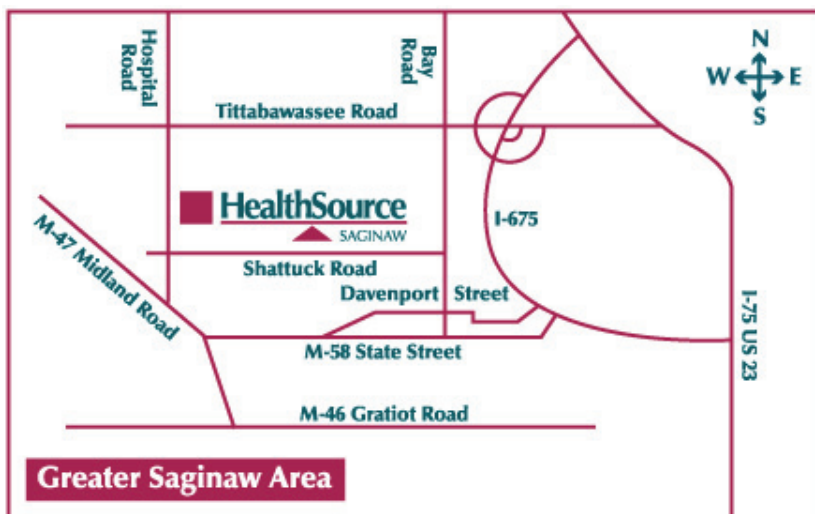 Hospital
Road
Bay
Road
N
W E
S
Tittabawassee Road
HealthSource
SAGINAW
I-675
M-47 Midland Road
Shattuck Road
Davenport Street
I-75 US 23
M-58 State Street
M-46 Gratiot Road
Greater Saginaw Area